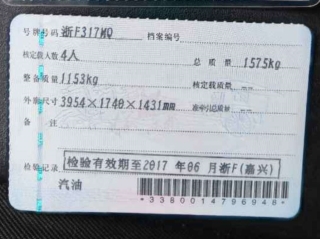 号牌号码 浙F317MQ 档案编号
核定载人数 4人 总质量 1575kg
整备质量 1153kg 核定载质量 --
外廓尺寸 3954×1740×1431mm 准牵引总质量 --
备注
检验记录 检验有效期至2017年06月浙F(嘉兴)
汽油
*3380014796948*